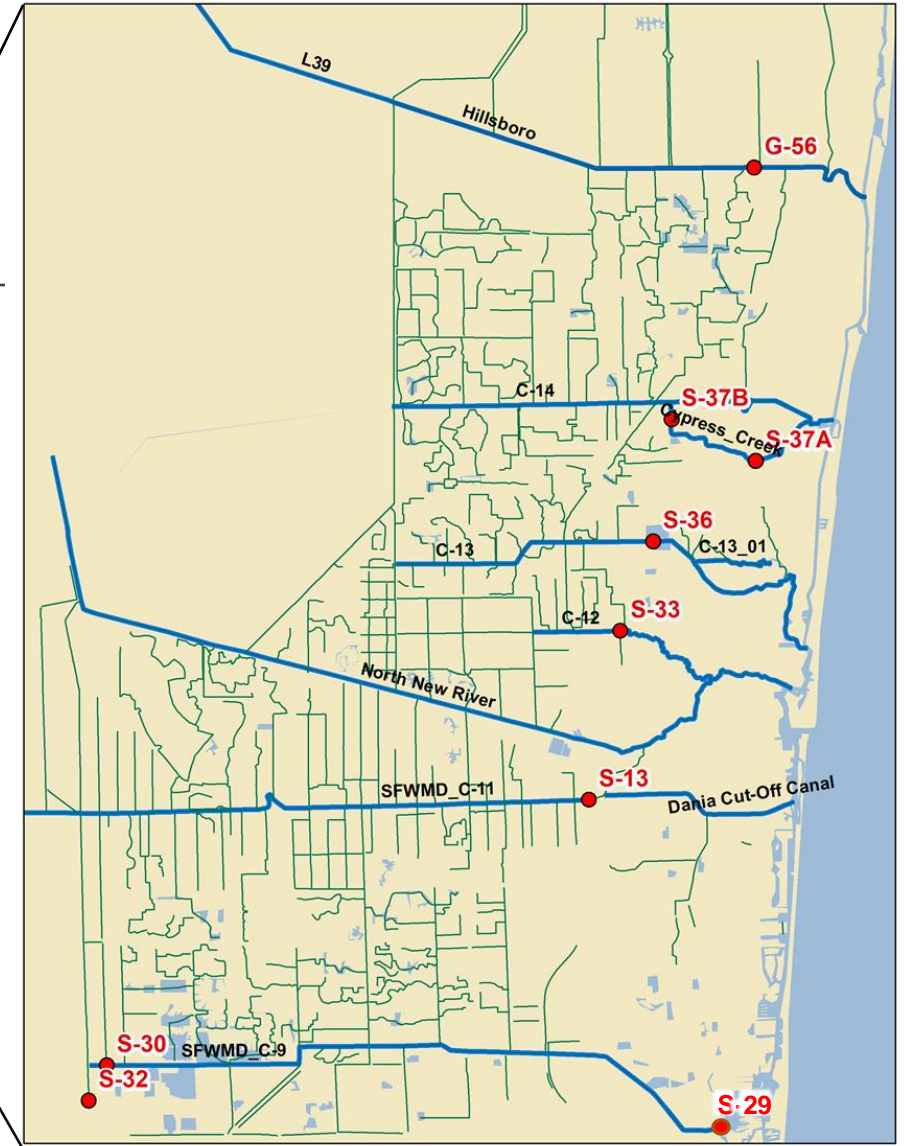 L39
Hillsboro
G-56
C-14
S-37B
Cypress_Creek
S-37A
S-36
C-13
C-13_01
S-33
C-12
North New River
S-13
SFWMD_C-11
Dania Cut-Off Canal
S-30
SFWMD_C-9
S-32
S-29